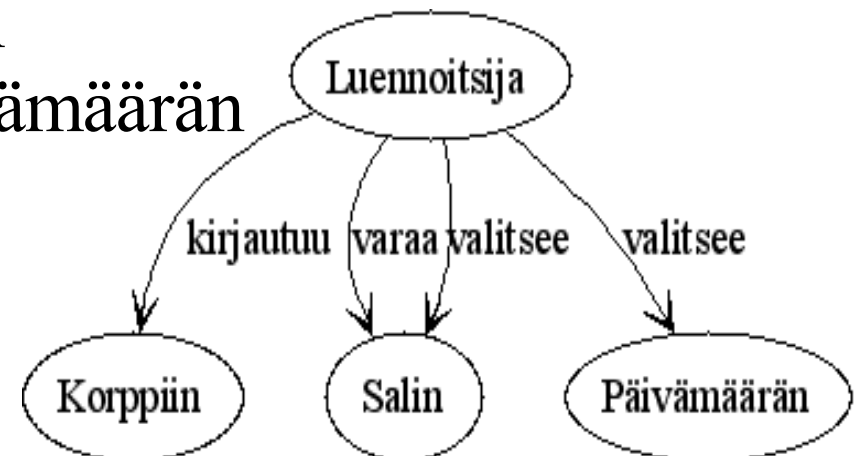 Luennoitsija
ämäärän
kirjautuu varaa valitsee valitsee
Korppiin Salin Päivämäärän